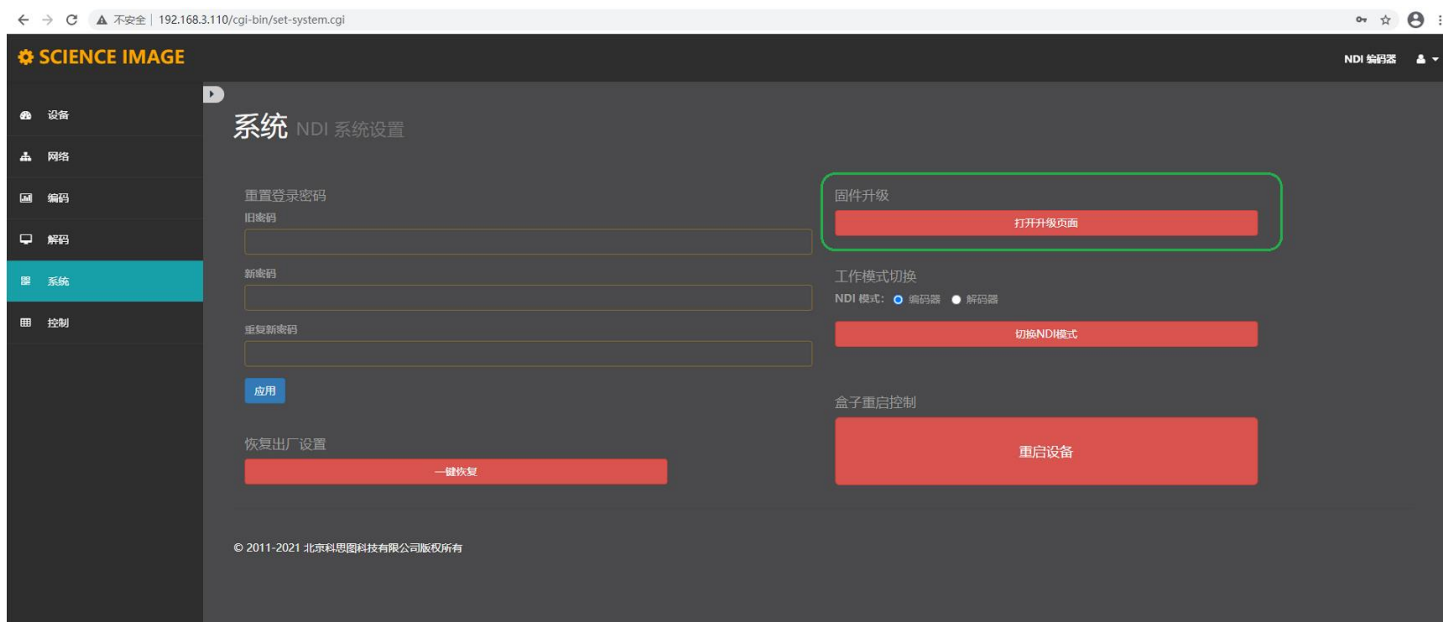 不安全 | 192.168.3.110/cgi-bin/set-system.cgi
SCIENCE IMAGE
NDI 编码器
设备
网络
编码
解码
系统
控制
系统 NDI 系统设置
重置登录密码
旧密码
新密码
重复新密码
应用
恢复出厂设置
一键恢复
固件升级
打开升级页面
工作模式切换
NDI 模式: 编码器 解码器
切换NDI模式
盒子重启控制
重启设备
© 2011-2021 北京科思图科技有限公司版权所有